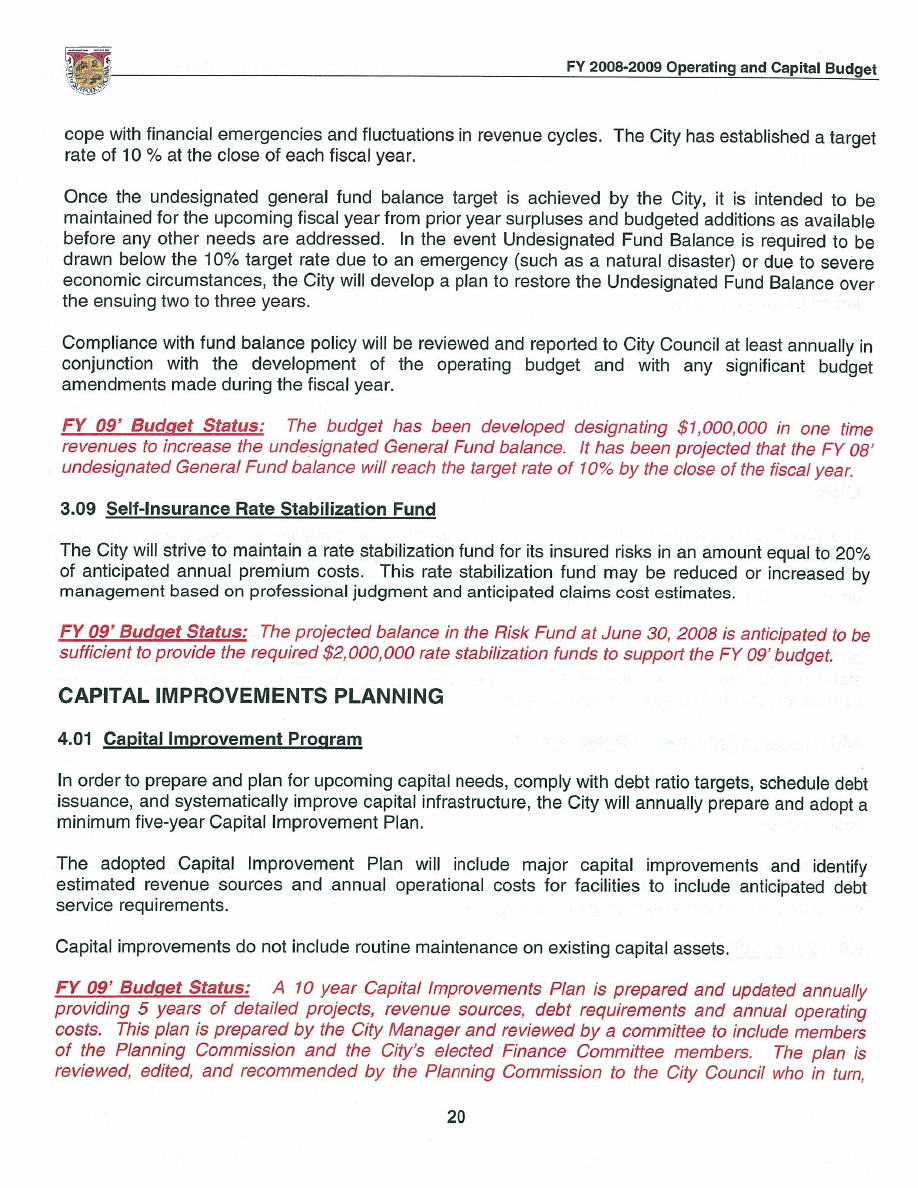 FY 2008-2009 Operating and Capital Budget
cope with financial emergencies and fluctuations in revenue cycles. The City has established a target
rate of 10 % at the close of each fiscal year.
Once the undesignated general fund balance target is achieved by the City, it is intended to be
maintained for the upcoming fiscal year from prior year surpluses and budgeted additions as available
before any other needs are addressed. In the event Undesignated Fund Balance is required to be
drawn below the 10% target rate due to an emergency (such as a natural disaster) or due to severe
economic circumstances, the City will develop a plan to restore the Undesignated Fund Balance over
the ensuing two to three years.
Compliance with fund balance policy will be reviewed and reported to City Council at least annually in
conjunction with the development of the operating budget and with any significant budget
amendments made during the fiscal year.
FY 09' Budget Status: The budget has been developed designating $1,000,000 in one time
revenues to increase the undesignated General Fund balance. It has been projected that the FY 08'
undesignated General Fund balance will reach the target rate of 10% by the close of the fiscal year.
3.09 Self-Insurance Rate Stabilization Fund
The City will strive to maintain a rate stabilization fund for its insured risks in an amount equal to 20%
of anticipated annual premium costs. This rate stabilization fund may be reduced or increased by
management based on professional judgment and anticipated claims cost estimates.
FY 09' Budget Status: The projected balance in the Risk Fund at June 30, 2008 is anticipated to be
sufficient to provide the required $2,000,000 rate stabilization funds to support the FY 09' budget.
CAPITAL IMPROVEMENTS PLANNING
4.01 Capital Improvement Program
In order to prepare and plan for upcoming capital needs, comply with debt ratio targets, schedule debt
issuance, and systematically improve capital infrastructure, the City will annually prepare and adopt a
minimum five-year Capital Improvement Plan.
The adopted Capital Improvement Plan will include major capital improvements and identify
estimated revenue sources and annual operational costs for facilities to include anticipated debt
service requirements.
Capital improvements do not include routine maintenance on existing capital assets.
FY 09' Budget Status: A 10 year Capital Improvements Plan is prepared and updated annually
providing 5 years of detailed projects, revenue sources, debt requirements and annual operating
costs. This plan is prepared by the City Manager and reviewed by a committee to include members
of the Planning Commission and the City's elected Finance Committee members. The plan is
reviewed, edited, and recommended by the Planning Commission to the City Council who in turn,
20